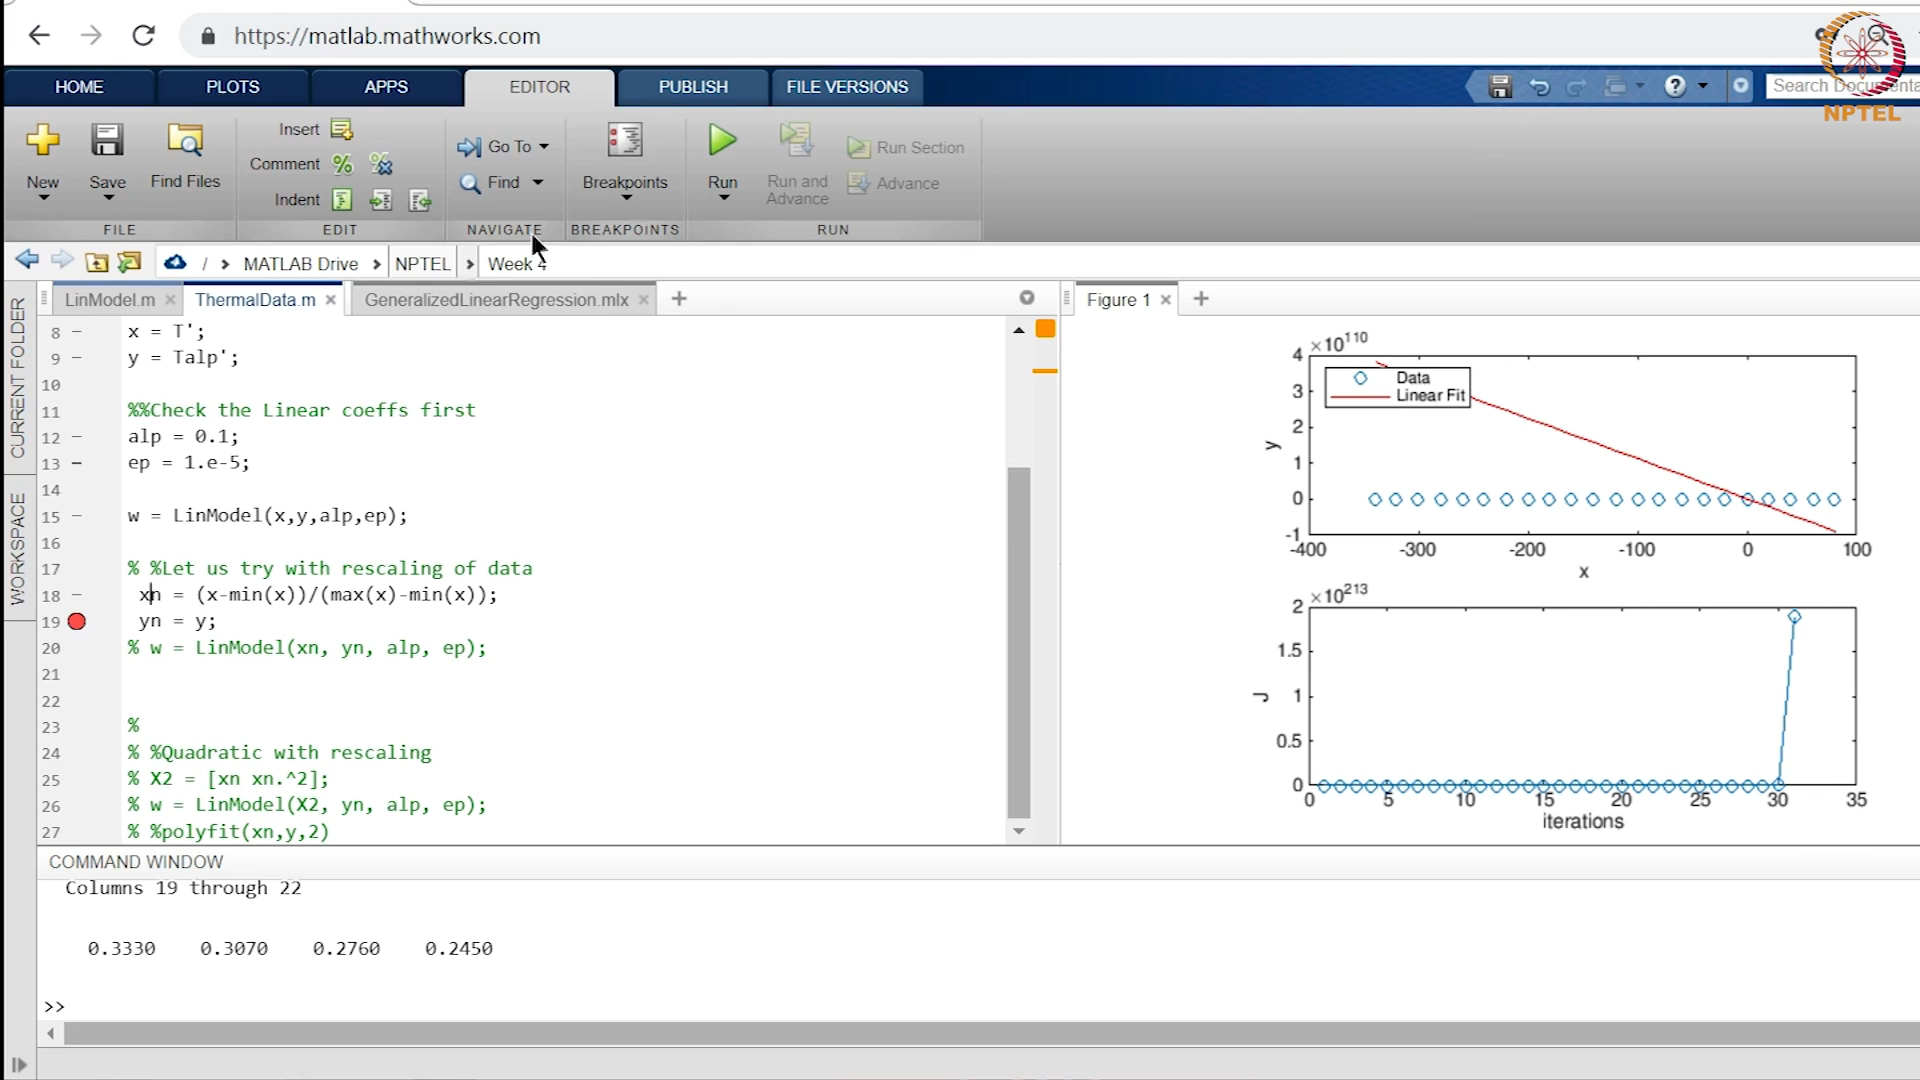 https://matlab.mathworks.com
NPTEL
HOME PLOTS APPS EDITOR PUBLISH FILE VERSIONS
Search
New Save Find Files
Insert
Comment
Indent
Go To
Find
Breakpoints
Run
Run and
Advance
Run Section
Advance
FILE EDIT NAVIGATE BREAKPOINTS RUN
/ MATLAB Drive NPTEL Week 4
CURRENT FOLDER
WORKSPACE
LinModel.m ThermalData.m GeneralizedLinearRegression.mlx
8 x = T';
9 y = Talp';
10
11 %%Check the Linear coeffs first
12 alp = 0.1;
13 ep = 1.e-5;
14
15 w = LinModel(x,y,alp,ep);
16
17 % %Let us try with rescaling of data
18 xn = (x-min(x))/(max(x)-min(x));
19 yn = y;
20 % w = LinModel(xn, yn, alp, ep);
21
22
23 %
24 % %Quadratic with rescaling
25 % X2 = [xn xn.^2];
26 % w = LinModel(X2, yn, alp, ep);
27 % %polyfit(xn,y,2)
COMMAND WINDOW
Columns 19 through 22
0.3330 0.3070 0.2760 0.2450
>>
Figure 1
×10^110
4
3
2
1
0
-1
y
Data
Linear Fit
-400 -300 -200 -100 0 100
x
×10^213
2
1.5
1
0.5
0
J
0 5 10 15 20 25 30 35
iterations